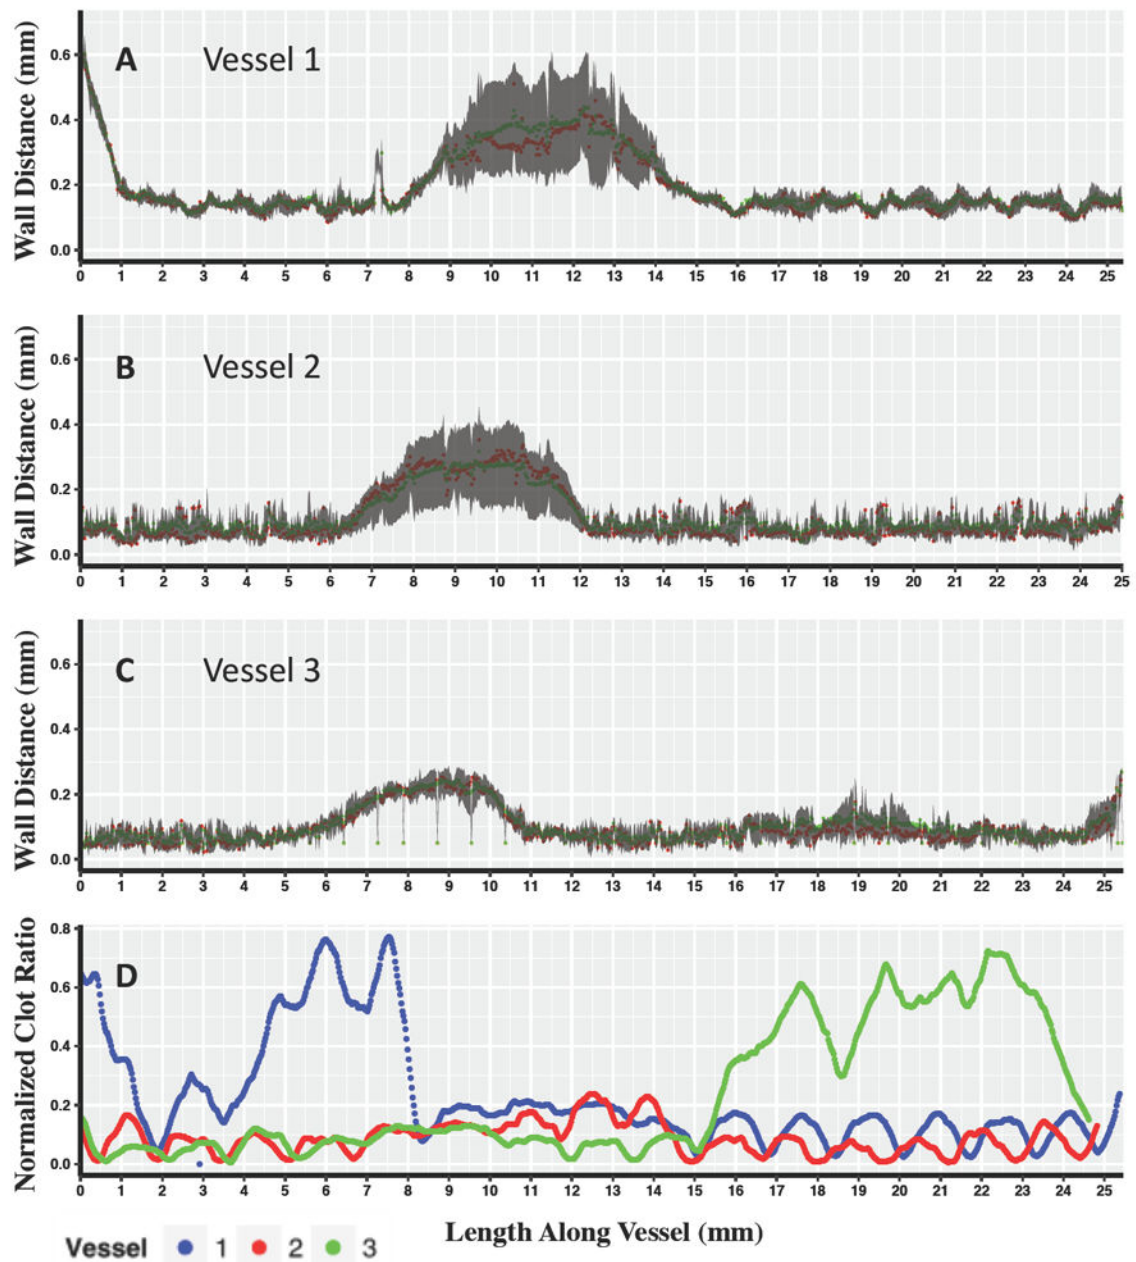 A Vessel 1
Wall Distance (mm)
0.6
0.4
0.2
0.0
0 1 2 3 4 5 6 7 8 9 10 11 12 13 14 15 16 17 18 19 20 21 22 23 24 25
B Vessel 2
Wall Distance (mm)
0.6
0.4
0.2
0.0
0 1 2 3 4 5 6 7 8 9 10 11 12 13 14 15 16 17 18 19 20 21 22 23 24 25
C Vessel 3
Wall Distance (mm)
0.6
0.4
0.2
0.0
0 1 2 3 4 5 6 7 8 9 10 11 12 13 14 15 16 17 18 19 20 21 22 23 24 25
D
Normalized Clot Ratio
0.8
0.6
0.4
0.2
0.0
0 1 2 3 4 5 6 7 8 9 10 11 12 13 14 15 16 17 18 19 20 21 22 23 24 25
Length Along Vessel (mm)
Vessel 1 2 3